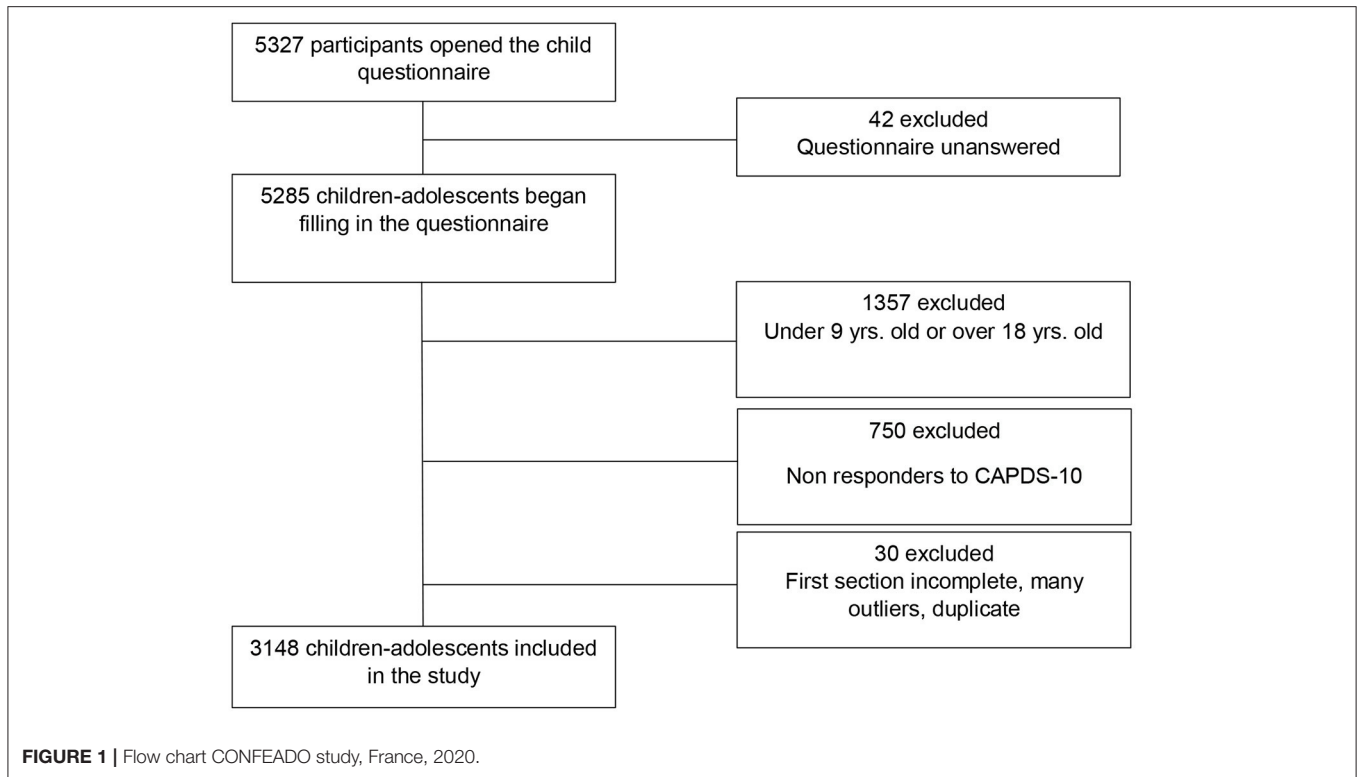 5327 participants opened the child
questionnaire
42 excluded
Questionnaire unanswered
5285 children-adolescents began
filling in the questionnaire
1357 excluded
Under 9 yrs. old or over 18 yrs. old
750 excluded
Non responders to CAPDS-10
30 excluded
First section incomplete, many
outliers, duplicate
3148 children-adolescents included
in the study
FIGURE 1 | Flow chart CONFEADO study, France, 2020.